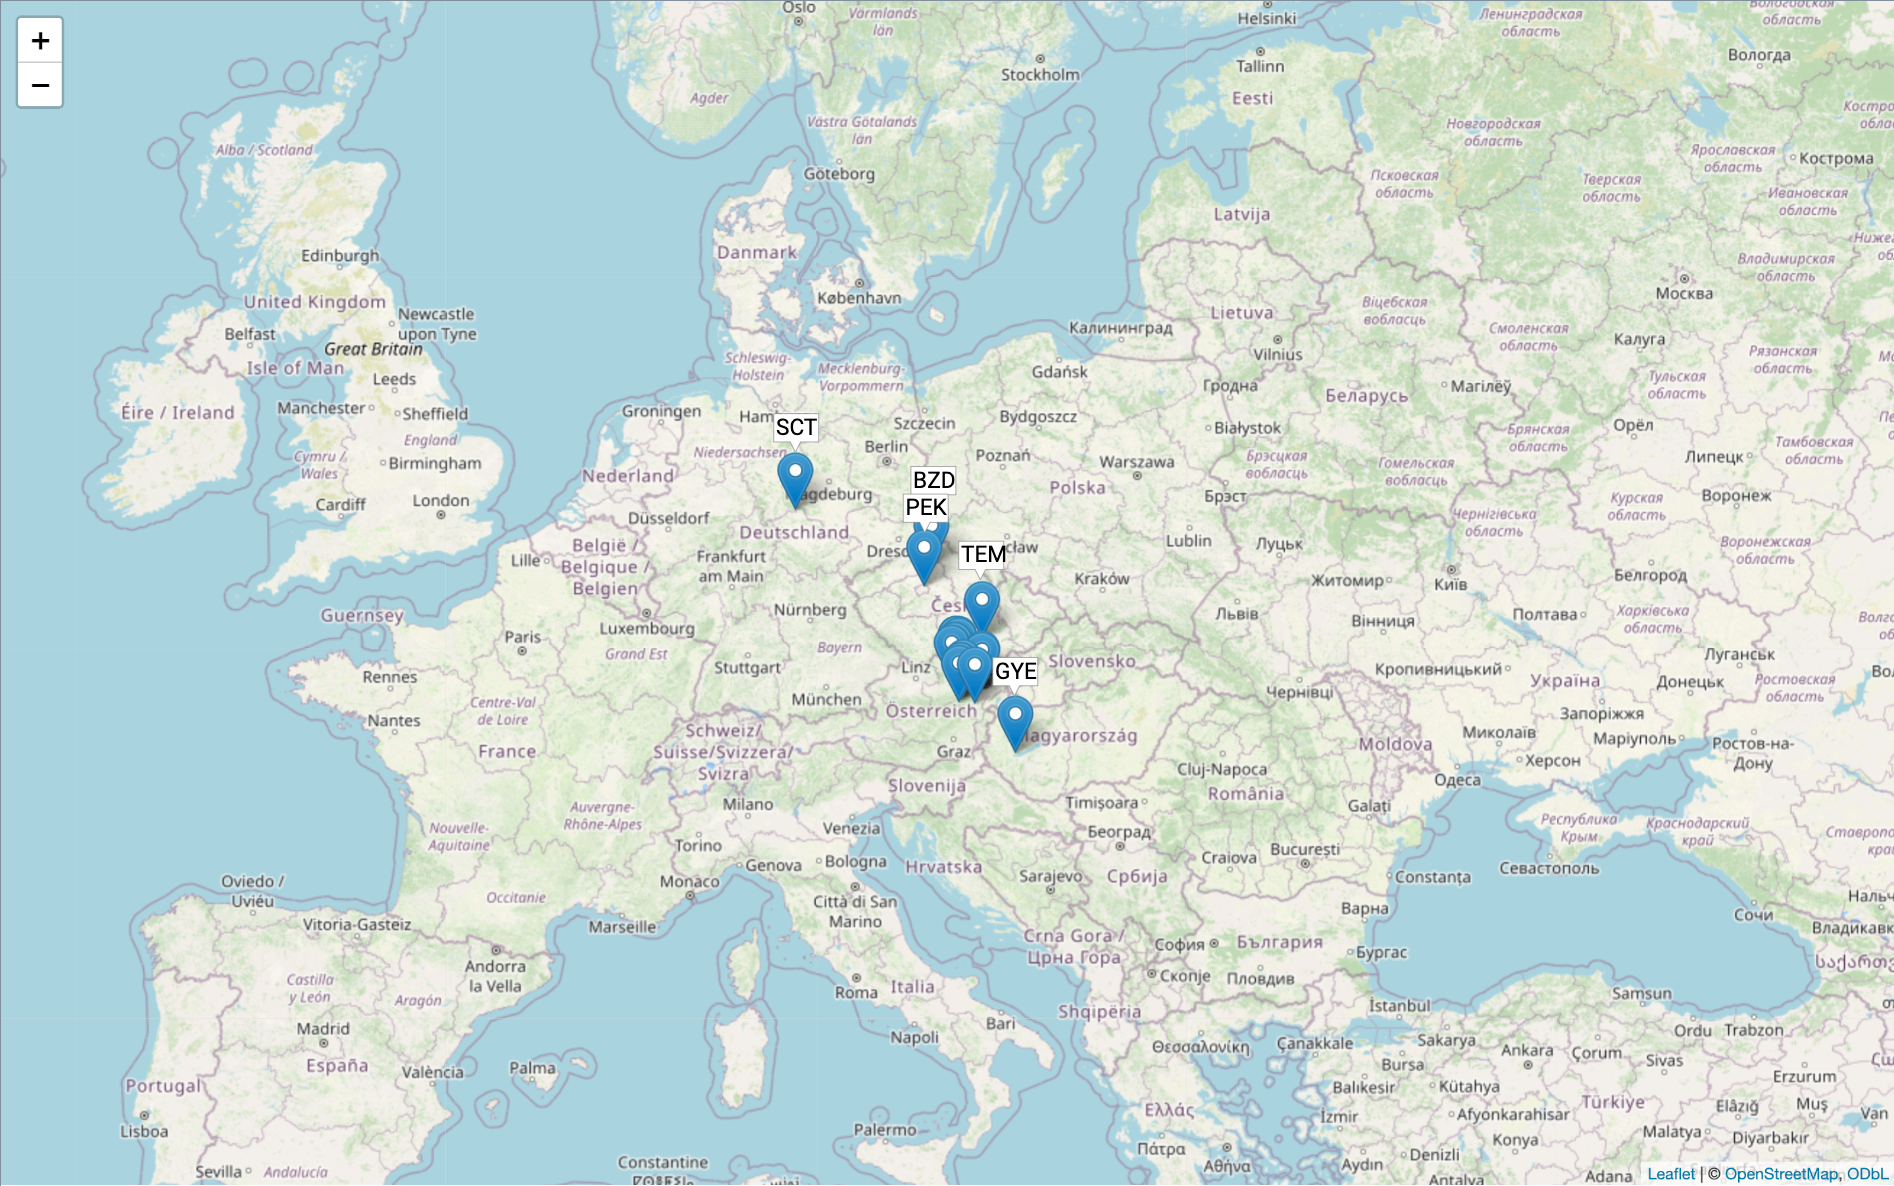 +
−
Oslo
Värmlands
län
Helsinki
Ленинградская
область
Вологодская
область
Вологда
Tallinn
Stockholm
Eesti
Agder
Västra Götalands
län
Новгородская
область
Alba / Scotland
Göteborg
Псковская
область
Ярославская
область
Кострома
Тверская
область
Ивановская
область
Latvija
Edinburgh
Danmark
Владимирская
область
United Kingdom
København
Москва
Віцебская
вобласць
Newcastle
upon Tyne
Belfast
Great Britain
Isle of Man
Калининград
Lietuva
Смоленская
область
Калуга
Vilnius
Schleswig-
Holstein
Mecklenburg-
Vorpommern
Рязанская
область
Leeds
Gdańsk
Гродна
Магілёў
Тульская
область
Беларусь
Éire / Ireland
Manchester
Sheffield
Groningen
Ham
SCT
Szczecin
Bydgoszcz
Białystok
Орёл
Брянская
область
England
Birmingham
Niedersachsen
Berlin
Poznań
Warszawa
Брэсцкая
вобласць
Гомельская
вобласць
Липецк
Тамбовская
область
Cymru /
Wales
Nederland
BZD
Polska
Cardiff
London
agdeburg
PEK
Брэст
Курская
область
Воронеж
Düsseldorf
Deutschland
Чернігівська
область
België /
Belgique /
Belgien
Lille
Frankfurt
am Main
Dresd
TEM
cław
Lublin
Луцьк
Воронежская
область
Kraków
Житомир
Київ
Белгород
Guernsey
Nürnberg
Česk
Львів
Вінниця
Полтава
Харківська
область
Luxembourg
Paris
Grand Est
Bayern
Stuttgart
Linz
Slovensko
GYE
Кропивницький
Україна
Луганськ
Донецьк
Ростовская
область
Rennes
München
Österreich
Чернівці
Запоріжжя
Centre-Val
de Loire
Nantes
Schweiz/
Suisse/Svizzera/
Svizra
Graz
agyarország
Moldova
Миколаїв
Маріуполь
Херсон
Ростов-на-
Дону
France
Slovenija
Cluj-Napoca
Одеса
România
Milano
Timișoara
Galați
Auvergne-
Rhône-Alpes
Venezia
Београд
Республика
Крым
Краснодарский
край
Nouvelle-
Aquitaine
Torino
Genova
Bologna
Hrvatska
Craiova
București
Севастополь
Monaco
Sarajevo
Србија
Constanța
Oviedo /
Uviéu
Occitanie
Città di San
Marino
Варна
Сочи
Vitoria-Gasteiz
Marseille
Crna Gora /
Црна Гора
София
България
Бургас
Andorra
la Vella
Скопје
Пловдив
Castilla
y León
Aragón
Roma
Italia
Shqipëria
İstanbul
Samsun
Madrid
Napoli
Bari
Θεσσαλονίκη
Çanakkale
Sakarya
Ordu
Trabzon
España
València
Palma
Bursa
Ankara
Çorum
Sivas
Erzurum
Portugal
Balıkesir
Kütahya
Ελλάς
İzmir
Afyonkarahisar
Türkiye
Elâzığ
Muş
Van
Lisboa
Palermo
Πάτρα
Αθήνα
Konya
Malatya
Diyarbakır
Sevilla
Andalucía
Constantine
Aydın
Denizli
Antalya
Adana
Leaflet | © OpenStreetMap, ODbL